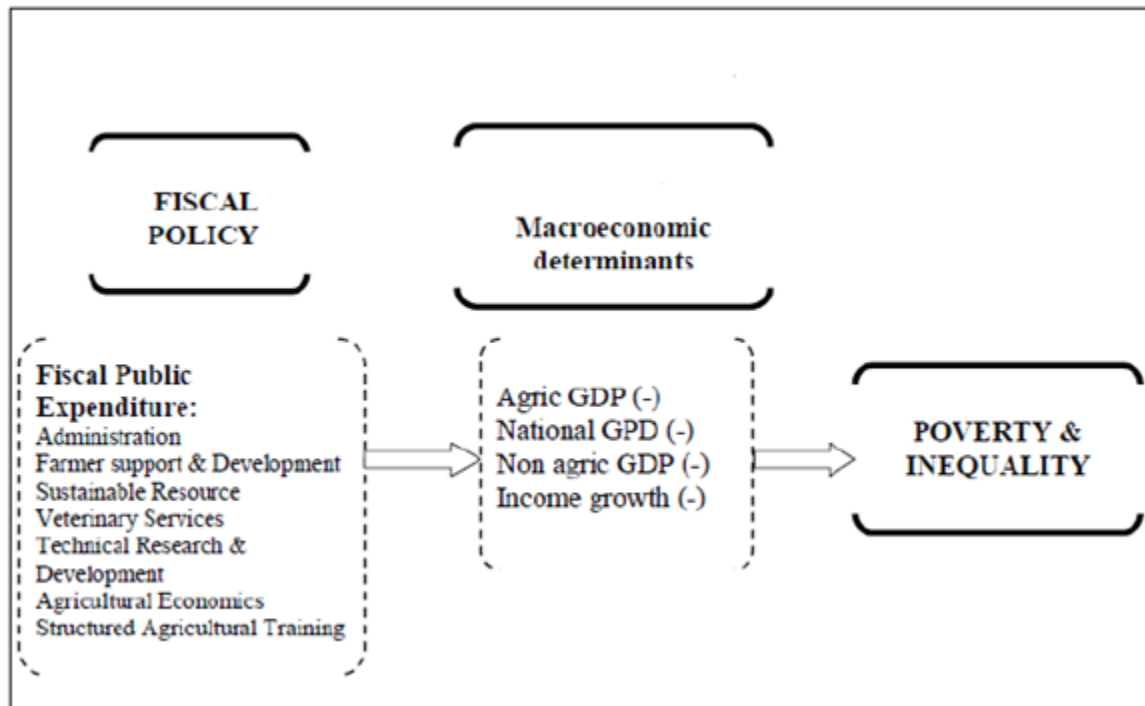 FISCAL
POLICY
Macroeconomic
determinants
Fiscal Public
Expenditure:
Administration
Farmer support & Development
Sustainable Resource
Veterinary Services
Technical Research &
Development
Agricultural Economics
Structured Agricultural Training
Agric GDP (-)
National GPD (-)
Non agric GDP (-)
Income growth (-)
POVERTY &
INEQUALITY